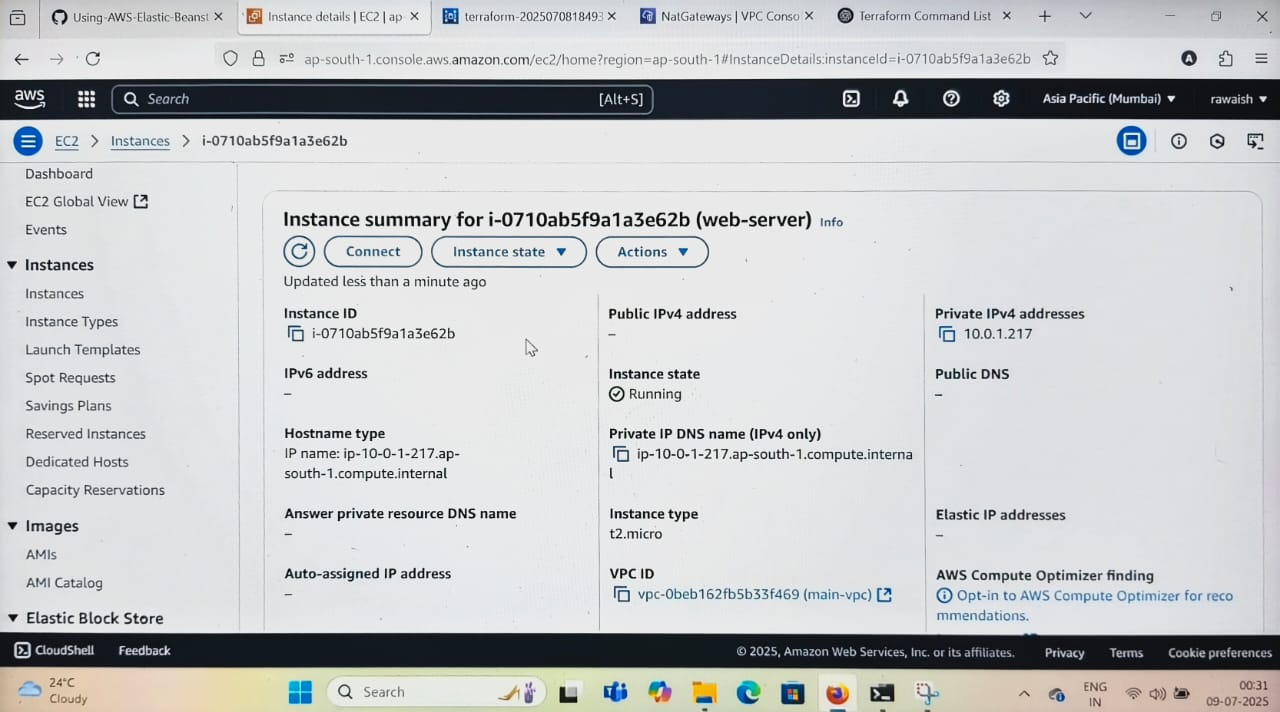 Using-AWS-Elastic-Beanst
Instance details | EC2 | ap-
terraform-2025070818493
NatGateways | VPC Conso
Terraform Command List
ap-south-1.console.aws.amazon.com/ec2/home?region=ap-south-1#InstanceDetails:instanceId=i-0710ab5f9a1a3e62b
A
aws
Search
[Alt+S]
Asia Pacific (Mumbai)
rawaish
EC2
Instances
i-0710ab5f9a1a3e62b
Dashboard
EC2 Global View
Events
Instances
Instances
Instance Types
Launch Templates
Spot Requests
Savings Plans
Reserved Instances
Dedicated Hosts
Capacity Reservations
Images
AMIs
AMI Catalog
Elastic Block Store
Instance summary for i-0710ab5f9a1a3e62b (web-server) Info
Connect
Instance state
Actions
Updated less than a minute ago
Instance ID
i-0710ab5f9a1a3e62b
IPv6 address
–
Hostname type
IP name: ip-10-0-1-217.ap-
south-1.compute.internal
Answer private resource DNS name
–
Auto-assigned IP address
–
Public IPv4 address
–
Instance state
Running
Private IP DNS name (IPv4 only)
ip-10-0-1-217.ap-south-1.compute.interna
l
Instance type
t2.micro
VPC ID
vpc-0beb162fb5b33f469 (main-vpc)
Private IPv4 addresses
10.0.1.217
Public DNS
–
Elastic IP addresses
–
AWS Compute Optimizer finding
Opt-in to AWS Compute Optimizer for reco
mmendations.
CloudShell
Feedback
© 2025, Amazon Web Services, Inc. or its affiliates.
Privacy
Terms
Cookie preferences
24°C
Cloudy
Search
ENG
IN
00:31
09-07-2025